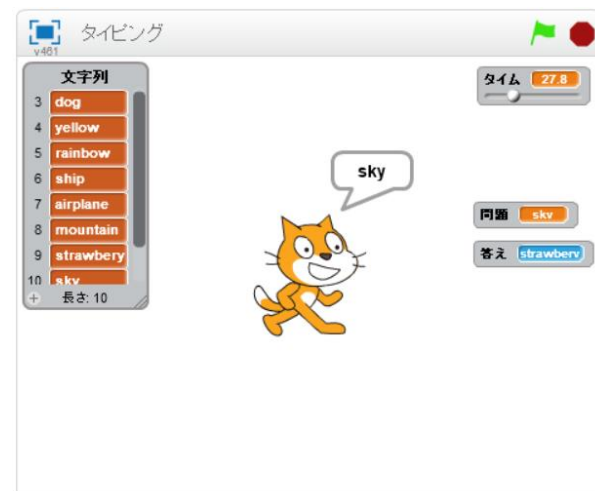 タイピング
v461
文字列
3 dog
4 yellow
5 rainbow
6 ship
7 airplane
8 mountain
9 strawbery
10 sky
+ 長さ: 10
sky
タイム 27.8
問題 sky
答え strawbery